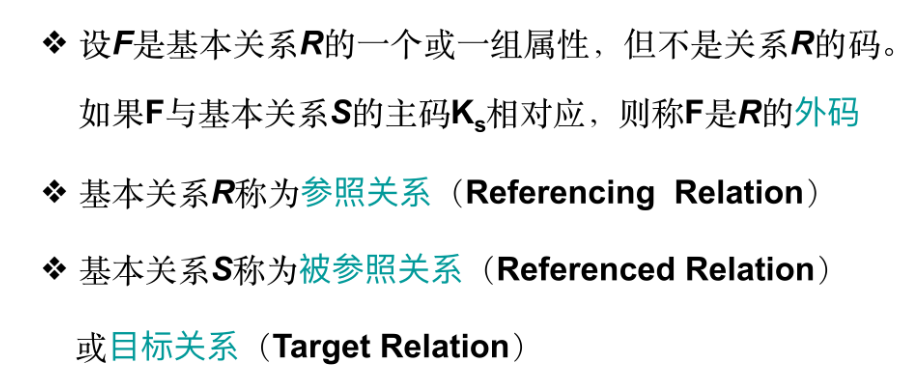 ❖ 设F是基本关系R的一个或一组属性，但不是关系R的码。
如果F与基本关系S的主码Ks相对应，则称F是R的外码
❖ 基本关系R称为参照关系（Referencing Relation）
❖ 基本关系S称为被参照关系（Referenced Relation）
或目标关系（Target Relation）